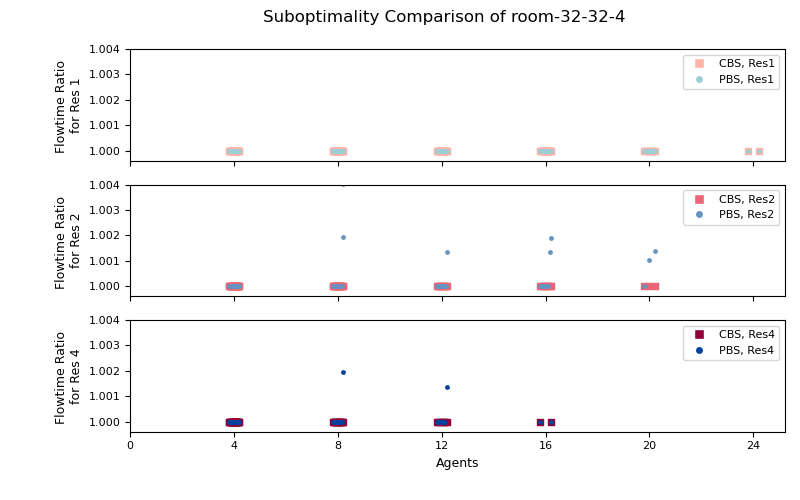 Suboptimality Comparison of room-32-32-4
Flowtime Ratio
for Res 1
1.004
1.003
1.002
1.001
1.000
CBS, Res1
PBS, Res1
Flowtime Ratio
for Res 2
1.004
1.003
1.002
1.001
1.000
CBS, Res2
PBS, Res2
Flowtime Ratio
for Res 4
1.004
1.003
1.002
1.001
1.000
CBS, Res4
PBS, Res4
0 4 8 12 16 20 24
Agents